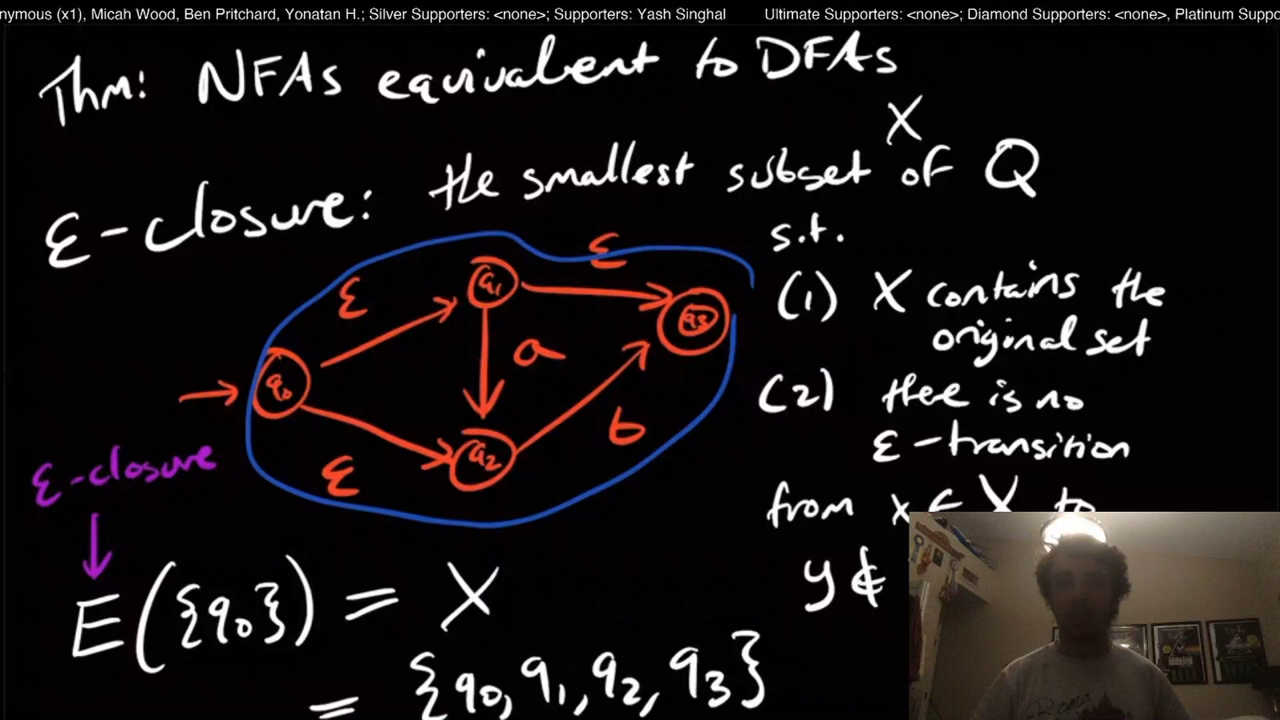 nymous (x1), Micah Wood, Ben Pritchard, Yonatan H.; Silver Supporters: <none>; Supporters: Yash Singhal Ultimate Supporters: <none>; Diamond Supporters: <none>, Platinum Suppo
Thm: NFAs equivalent to DFAs
X
ε-closure: the smallest subset of Q
s.t.
(1) X contains the
original set
(2) there is no
ε-transition
from x ∈ X to
y ∉
ε
ε
q1
q3
a
q0
b
q2
ε
ε-closure
E({q0}) = X
= {q0, q1, q2, q3}